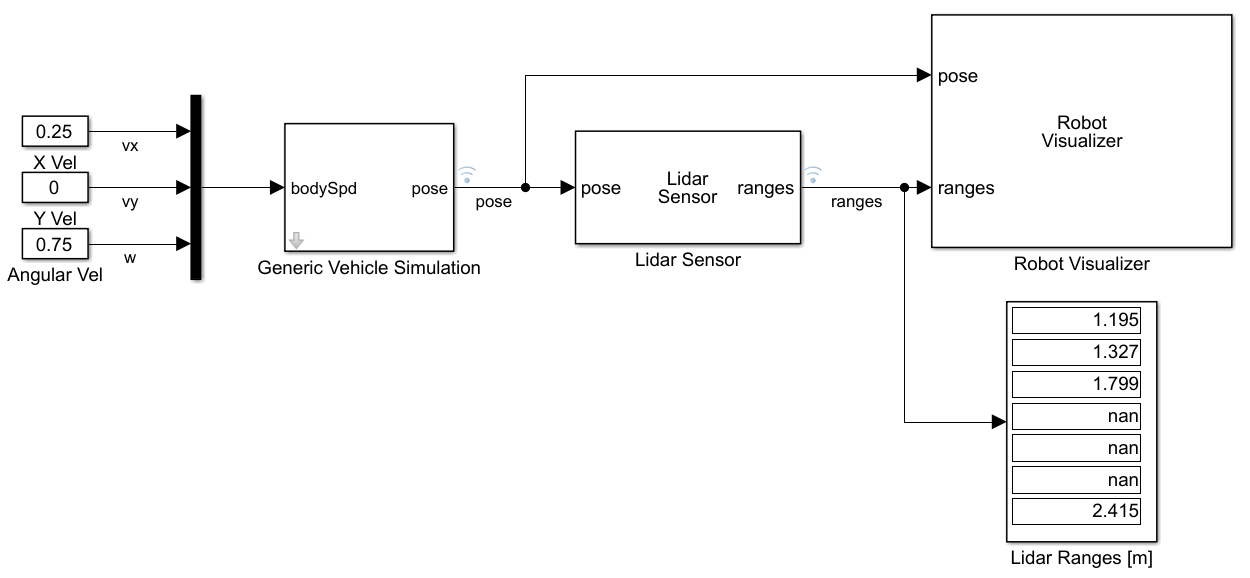 0.25
vx
X Vel
0
vy
Y Vel
0.75
w
Angular Vel
bodySpd
pose
Generic Vehicle Simulation
pose
pose
Lidar
Sensor
ranges
Lidar Sensor
ranges
pose
Robot
Visualizer
ranges
Robot Visualizer
1.195
1.327
1.799
nan
nan
nan
2.415
Lidar Ranges [m]